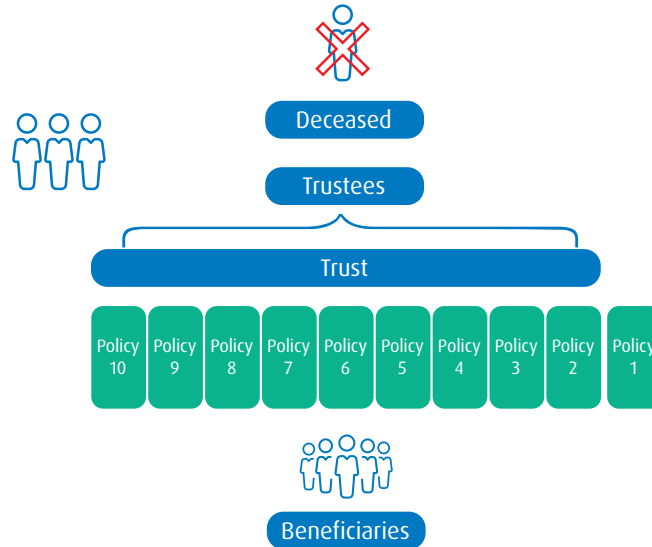 Deceased
Trustees
Trust
Policy
10
Policy
9
Policy
8
Policy
7
Policy
6
Policy
5
Policy
4
Policy
3
Policy
2
Policy
1
Beneficiaries